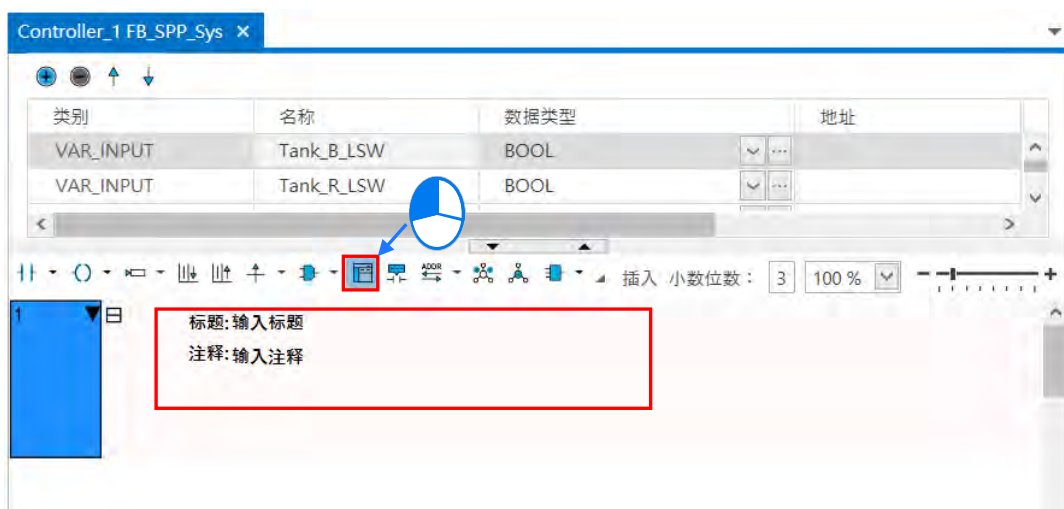 Controller_1 FB_SPP_Sys
类别 名称 数据类型 地址
VAR_INPUT Tank_B_LSW BOOL
VAR_INPUT Tank_R_LSW BOOL
ADDR 插入 小数位数： 3 100 %
1
标题:输入标题
注释:输入注释